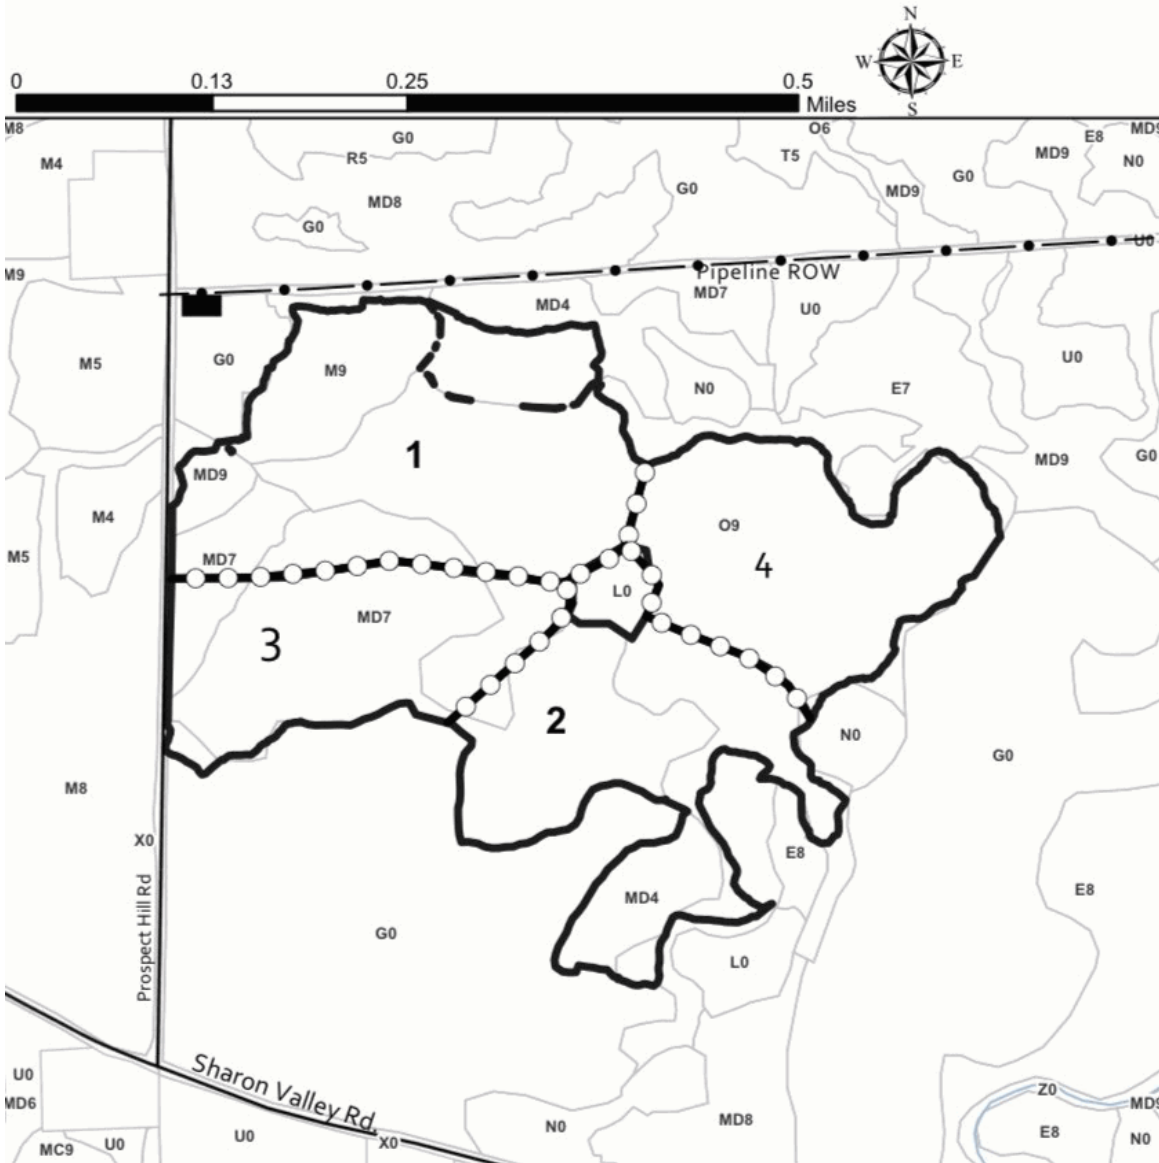 N
W E
S
0 0.13 0.25 0.5
Miles
M8 G0 O6 E8 MD9
M4 R5 T5 MD9 N0
MD8 G0 MD9 G0
G0
U0
M9 Pipeline ROW
MD4 MD7 U0
M5 G0 M9 N0 E7 U0
1
MD9 MD9 G0
M4 O9
M5 MD7 4
L0
MD7
3
2
N0 G0
M8
X0 E8
Prospect Hill Rd
MD4 E8
G0 L0
Sharon Valley Rd.
U0 Z0
MD6 MD9
MC9 U0 U0 X0 N0 MD8 E8 N0